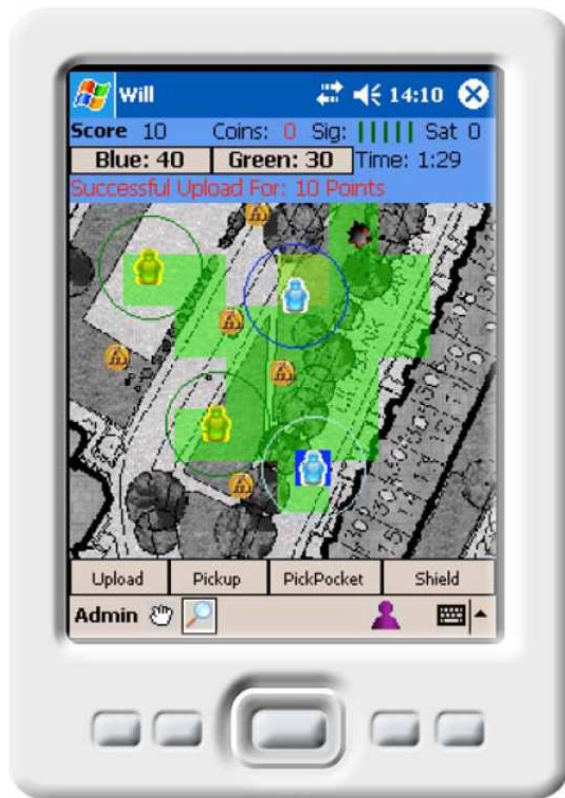 Will 14:10
Score 10 Coins: 0 Sig: Sat 0
Blue: 40 Green: 30 Time: 1:29
Successful Upload For: 10 Points
Upload Pickup PickPocket Shield
Admin